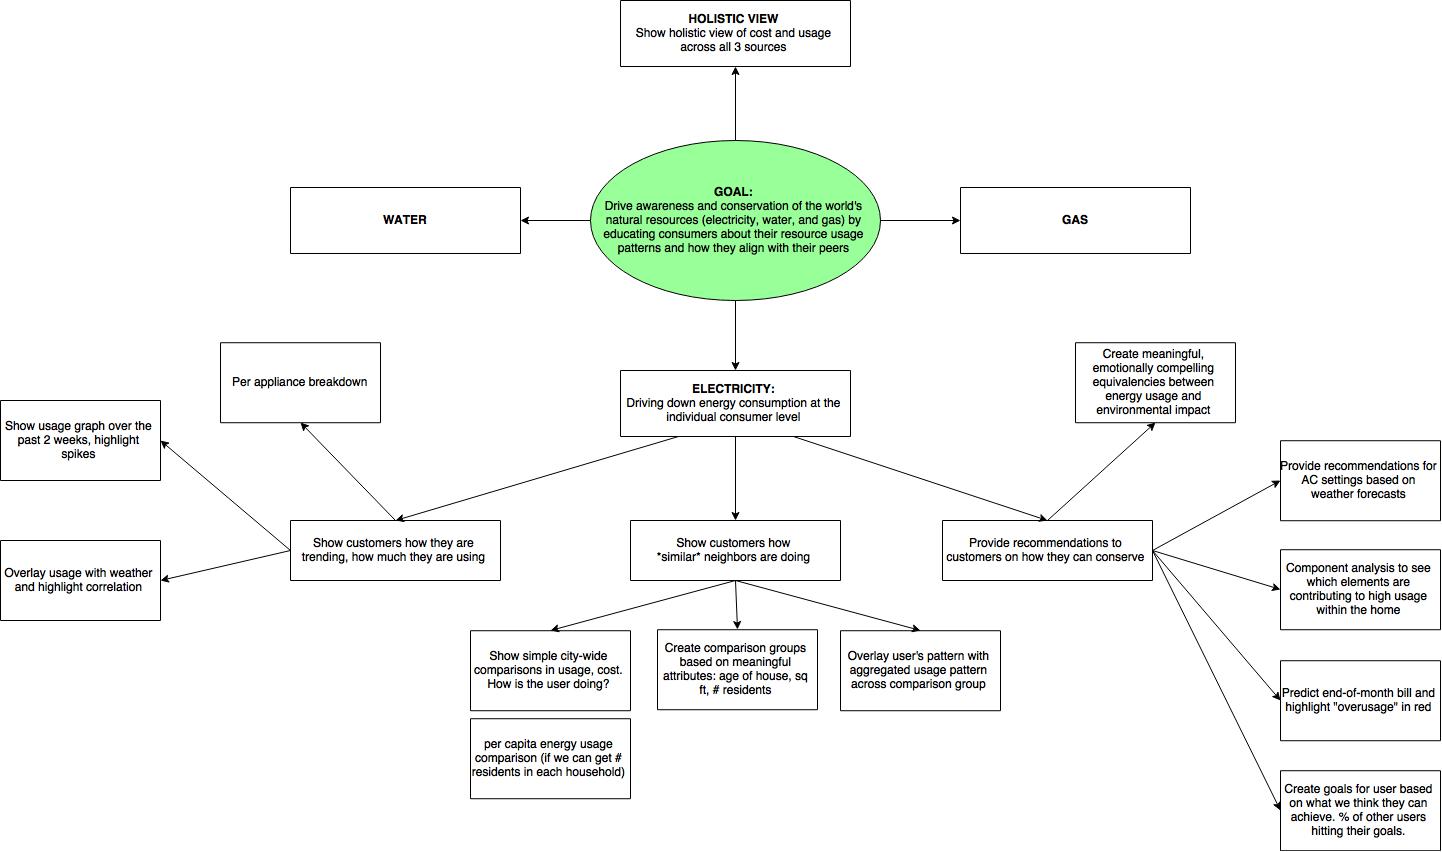 HOLISTIC VIEW
Show holistic view of cost and usage
across all 3 sources
GOAL:
Drive awareness and conservation of the world's
natural resources (electricity, water, and gas) by
educating consumers about their resource usage
patterns and how they align with their peers
WATER
GAS
ELECTRICITY:
Driving down energy consumption at the
individual consumer level
Per appliance breakdown
Create meaningful,
emotionally compelling
equivalencies between
energy usage and
environmental impact
Show usage graph over the
past 2 weeks, highlight
spikes
Overlay usage with weather
and highlight correlation
Show customers how they are
trending, how much they are
using
Show customers how
*similar* neighbors are doing
Provide recommendations to
customers on how they can conserve
Provide recommendations for
AC settings based on
weather forecasts
Component analysis to see
which elements are
contributing to high usage
within the home
Predict end-of-month bill and
highlight "overusage" in red
Create goals for user based
on what we think they can
achieve. % of other users
hitting their goals.
Show simple city-wide
comparisons in usage, cost.
How is the user doing?
Create comparison groups
based on meaningful
attributes: age of house, sq
ft, # residents
Overlay user's pattern with
aggregated usage pattern
across comparison group
per capita energy usage
comparison (if we can get #
residents in each household)